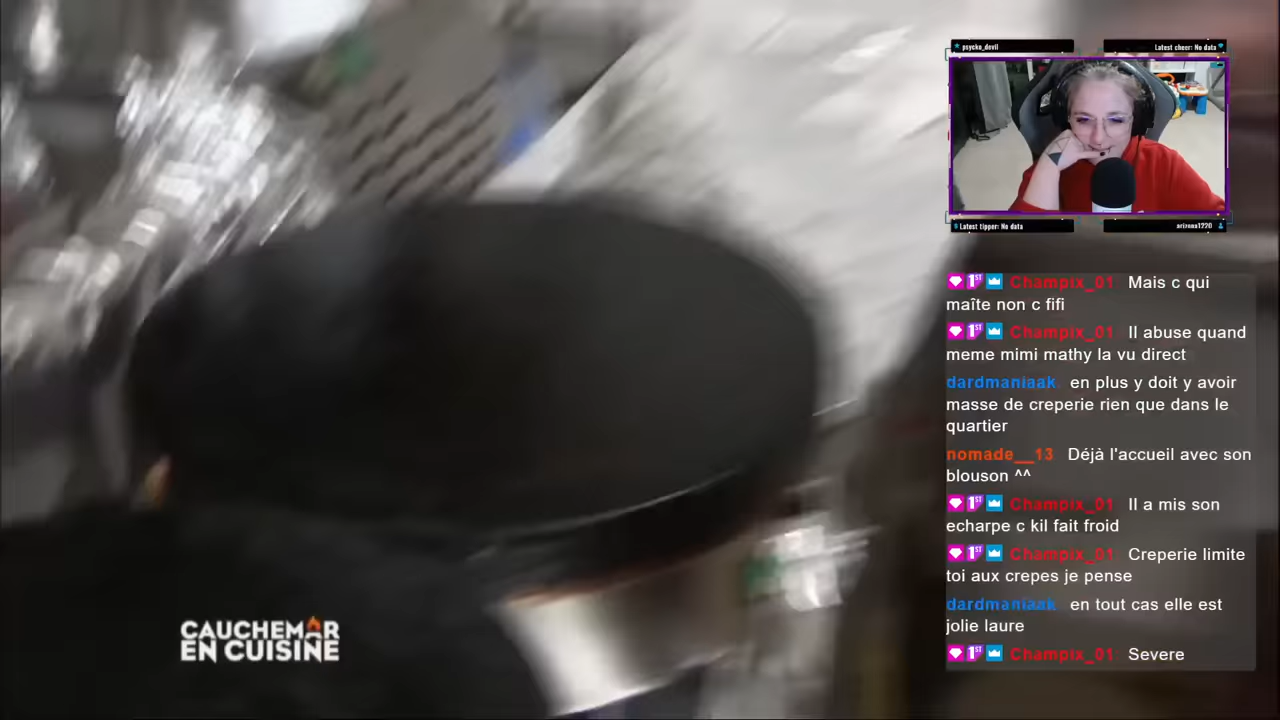 psycko_devil
Latest cheer: No data
Latest tipper: No data
arizona1220
Champix_01: Mais c qui
maîte non c fifi
Champix_01: Il abuse quand
meme mimi mathy la vu direct
dardmaniaak: en plus y doit y avoir
masse de creperie rien que dans le
quartier
nomade__13 Déjà l'accueil avec son
blouson ^^
Champix_01: Il a mis son
echarpe c kil fait froid
Champix_01: Creperie limite
toi aux crepes je pense
dardmaniaak: en tout cas elle est
jolie laure
Champix_01: Severe
CAUCHEMAR
EN CUISINE